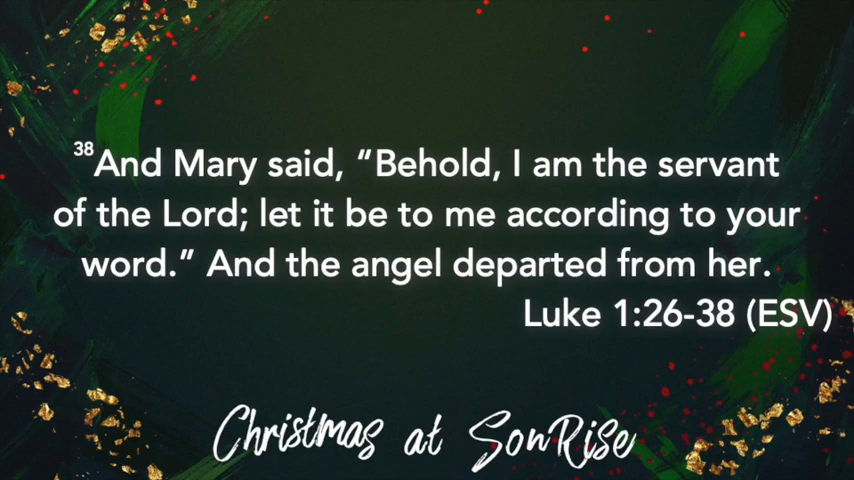 38And Mary said, “Behold, I am the servant
of the Lord; let it be to me according to your
word.” And the angel departed from her.
Luke 1:26-38 (ESV)
Christmas at SonRise